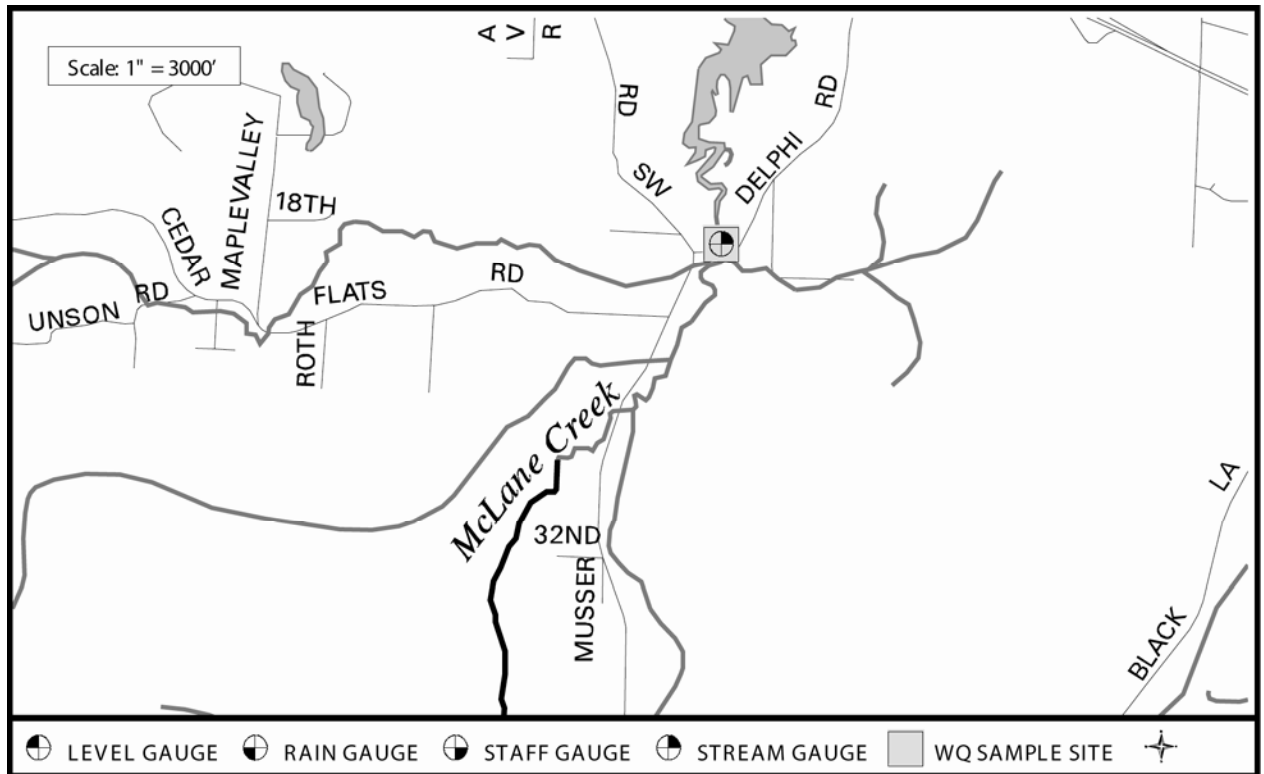 A
V
R
Scale: 1" = 3000'
RD
RD
DELPHI
SW
MAPLEVALLEY
18TH
CEDAR
RD
FLATS
RD
UNSON
ROTH
McLane Creek
32ND
MUSSER
LA
BLACK
LEVEL GAUGE
RAIN GAUGE
STAFF GAUGE
STREAM GAUGE
WQ SAMPLE SITE